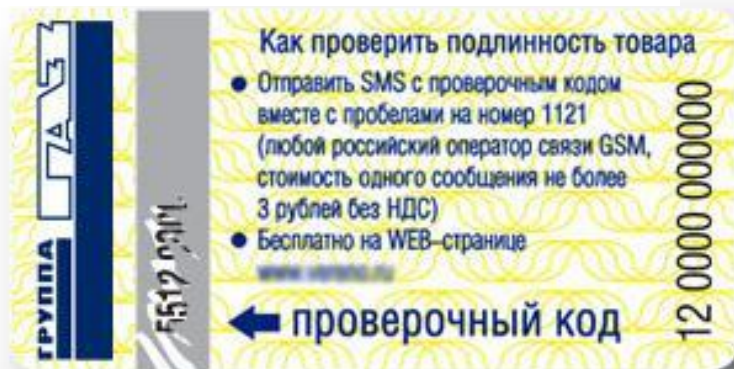 ГРУППА ГАЗ
Как проверить подлинность товара
● Отправить SMS с проверочным кодом
вместе с пробелами на номер 1121
(любой российский оператор связи GSM,
стоимость одного сообщения не более
3 рублей без НДС)
● Бесплатно на WEB-странице
проверочный код
12 0000 000000
5512